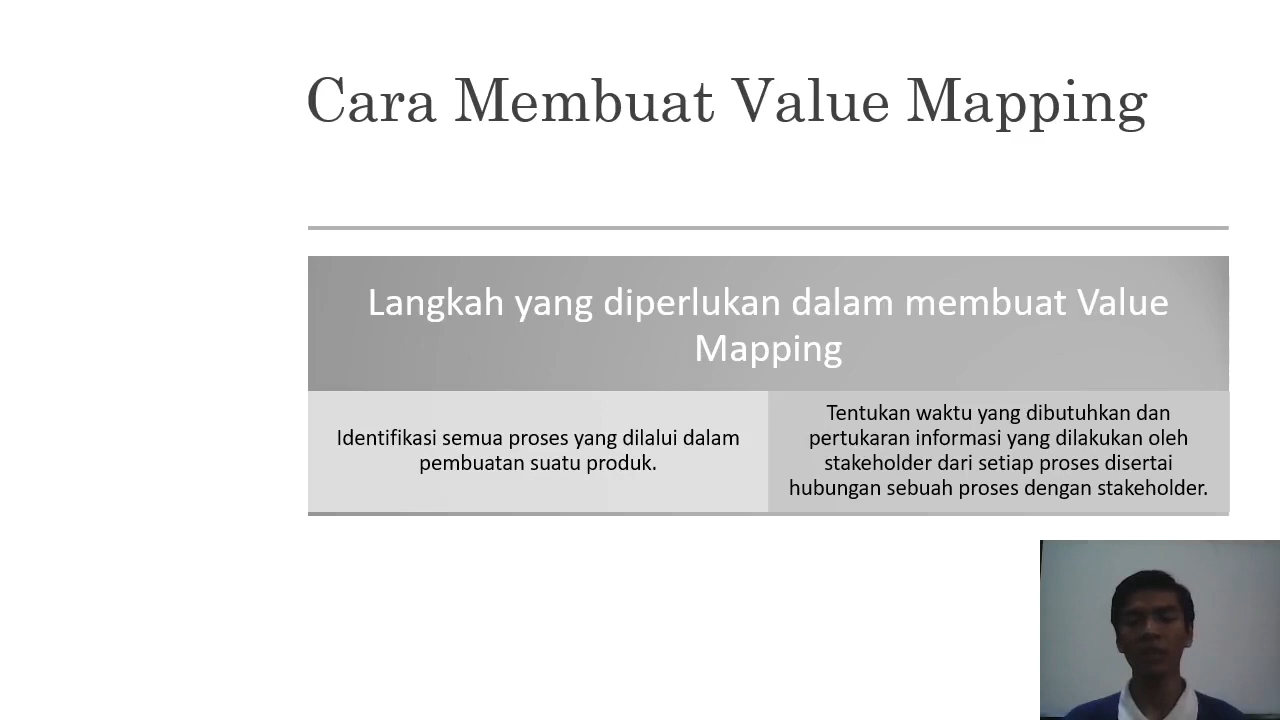 Cara Membuat Value Mapping
Langkah yang diperlukan dalam membuat Value
Mapping
Identifikasi semua proses yang dilalui dalam
pembuatan suatu produk.
Tentukan waktu yang dibutuhkan dan
pertukaran informasi yang dilakukan oleh
stakeholder dari setiap proses disertai
hubungan sebuah proses dengan stakeholder.